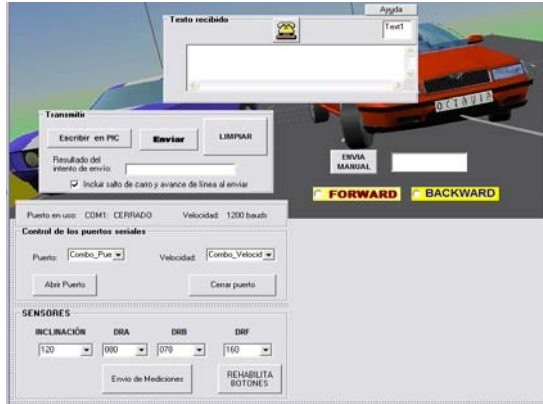 Ayuda
Texto recibido
Text1
OCTAVIA
Transmitir
Escribir en PIC
Enviar
LIMPIAR
Resultado del
intento de envío:
Incluir salto de carro y avance de línea al enviar
ENVIA
MANUAL
FORWARD
BACKWARD
Puerto en uso: COM1: CERRADO Velocidad: 1200 bauds
Control de los puertos seriales
Puerto: Combo_Pue Velocidad: Combo_Velocid
Abrir Puerto
Cerrar puerto
SENSORES
INCLINACIÓN DRA DRB DRF
120 080 078 160
Envio de Mediciones
REHABILITA
BOTONES